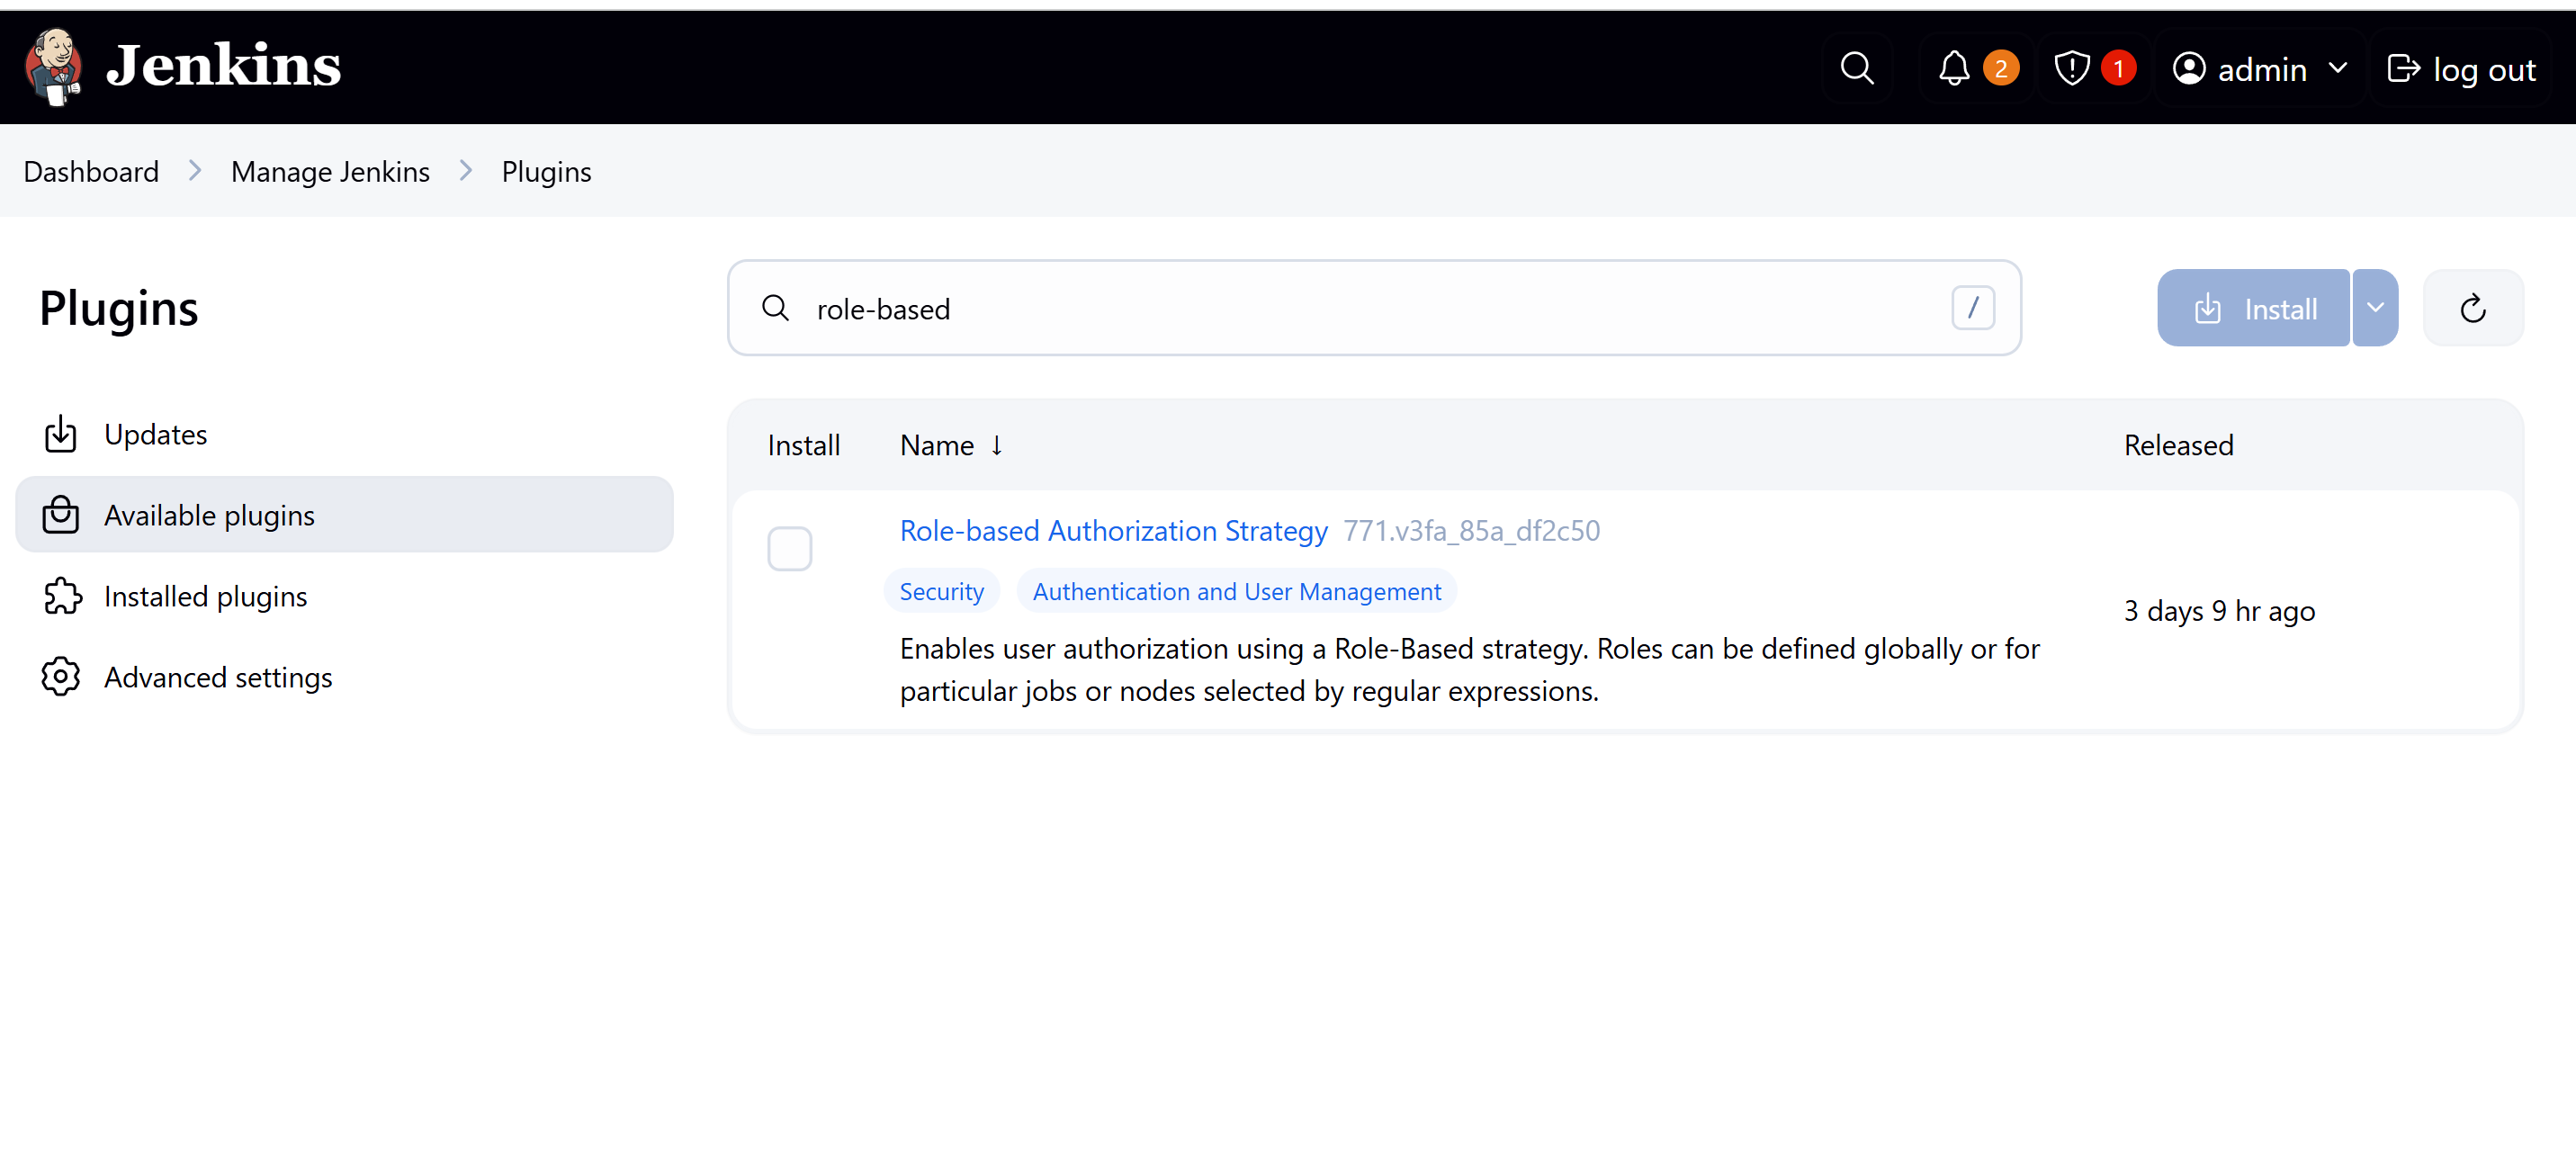 Jenkins
2
1
admin
log out
Dashboard
Manage Jenkins
Plugins
Plugins
role-based
/
Install
Updates
Available plugins
Installed plugins
Advanced settings
Install
Name ↓
Released
Role-based Authorization Strategy 771.v3fa_85a_df2c50
Security
Authentication and User Management
Enables user authorization using a Role-Based strategy. Roles can be defined globally or for
particular jobs or nodes selected by regular expressions.
3 days 9 hr ago